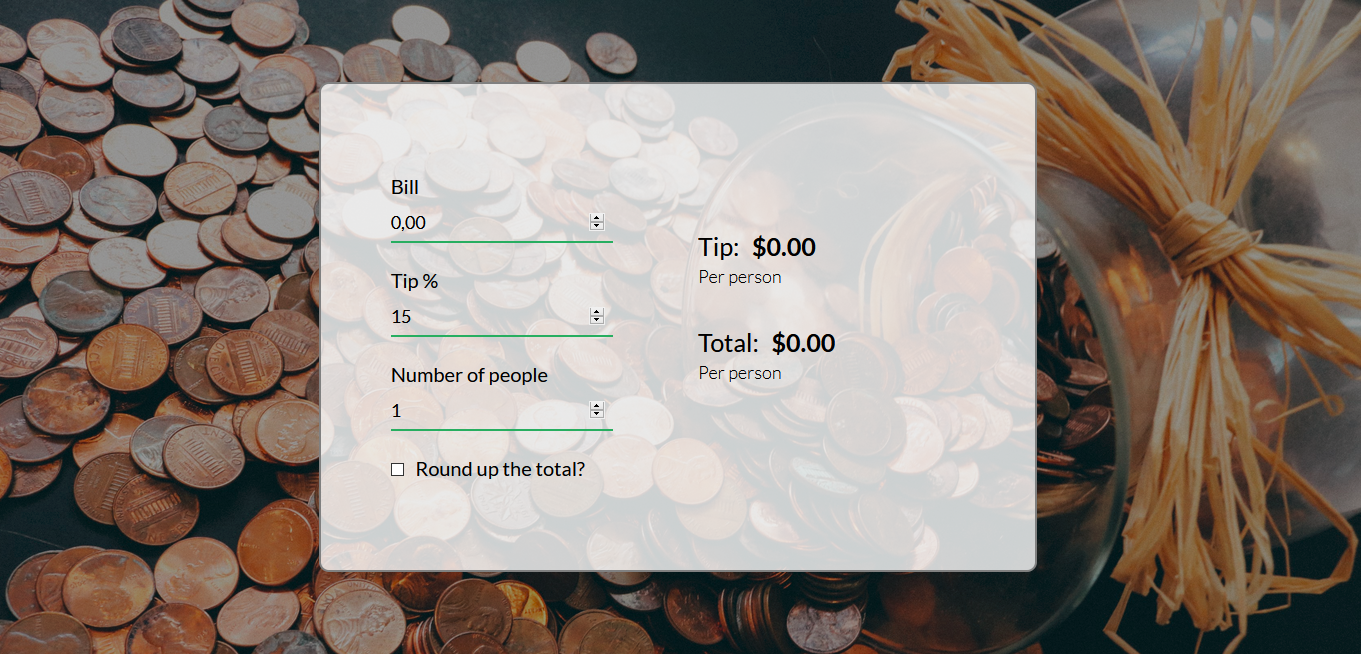 Bill
0,00
Tip %
15
Number of people
1
Round up the total?
Tip: $0.00
Per person
Total: $0.00
Per person